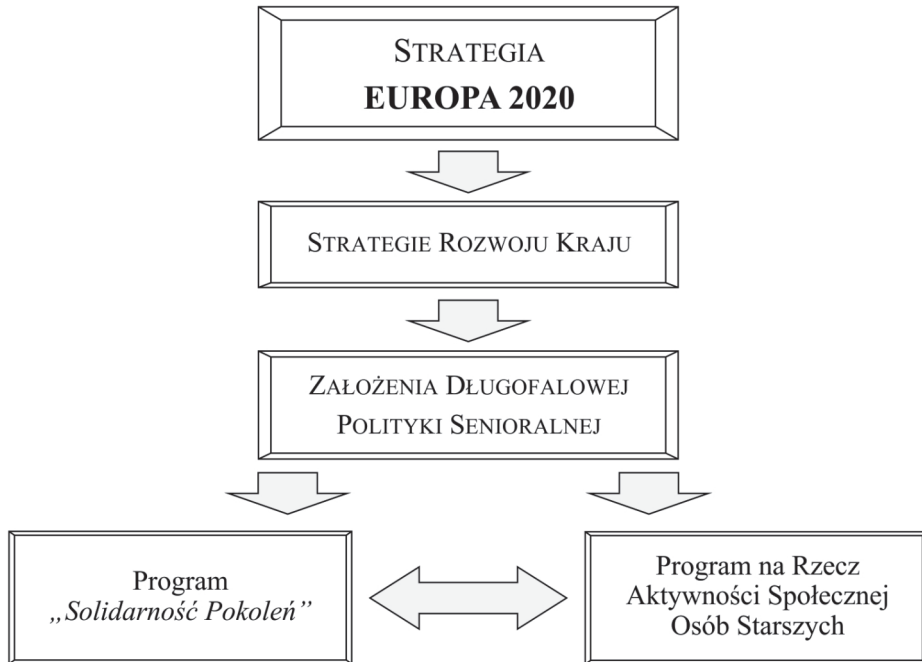 STRATEGIA
EUROPA 2020
STRATEGIE ROZWOJU KRAJU
ZAŁOŻENIA DŁUGOFALOWEJ
POLITYKI SENIORALNEJ
Program
„Solidarność Pokoleń”
Program na Rzecz
Aktywności Społecznej
Osób Starszych